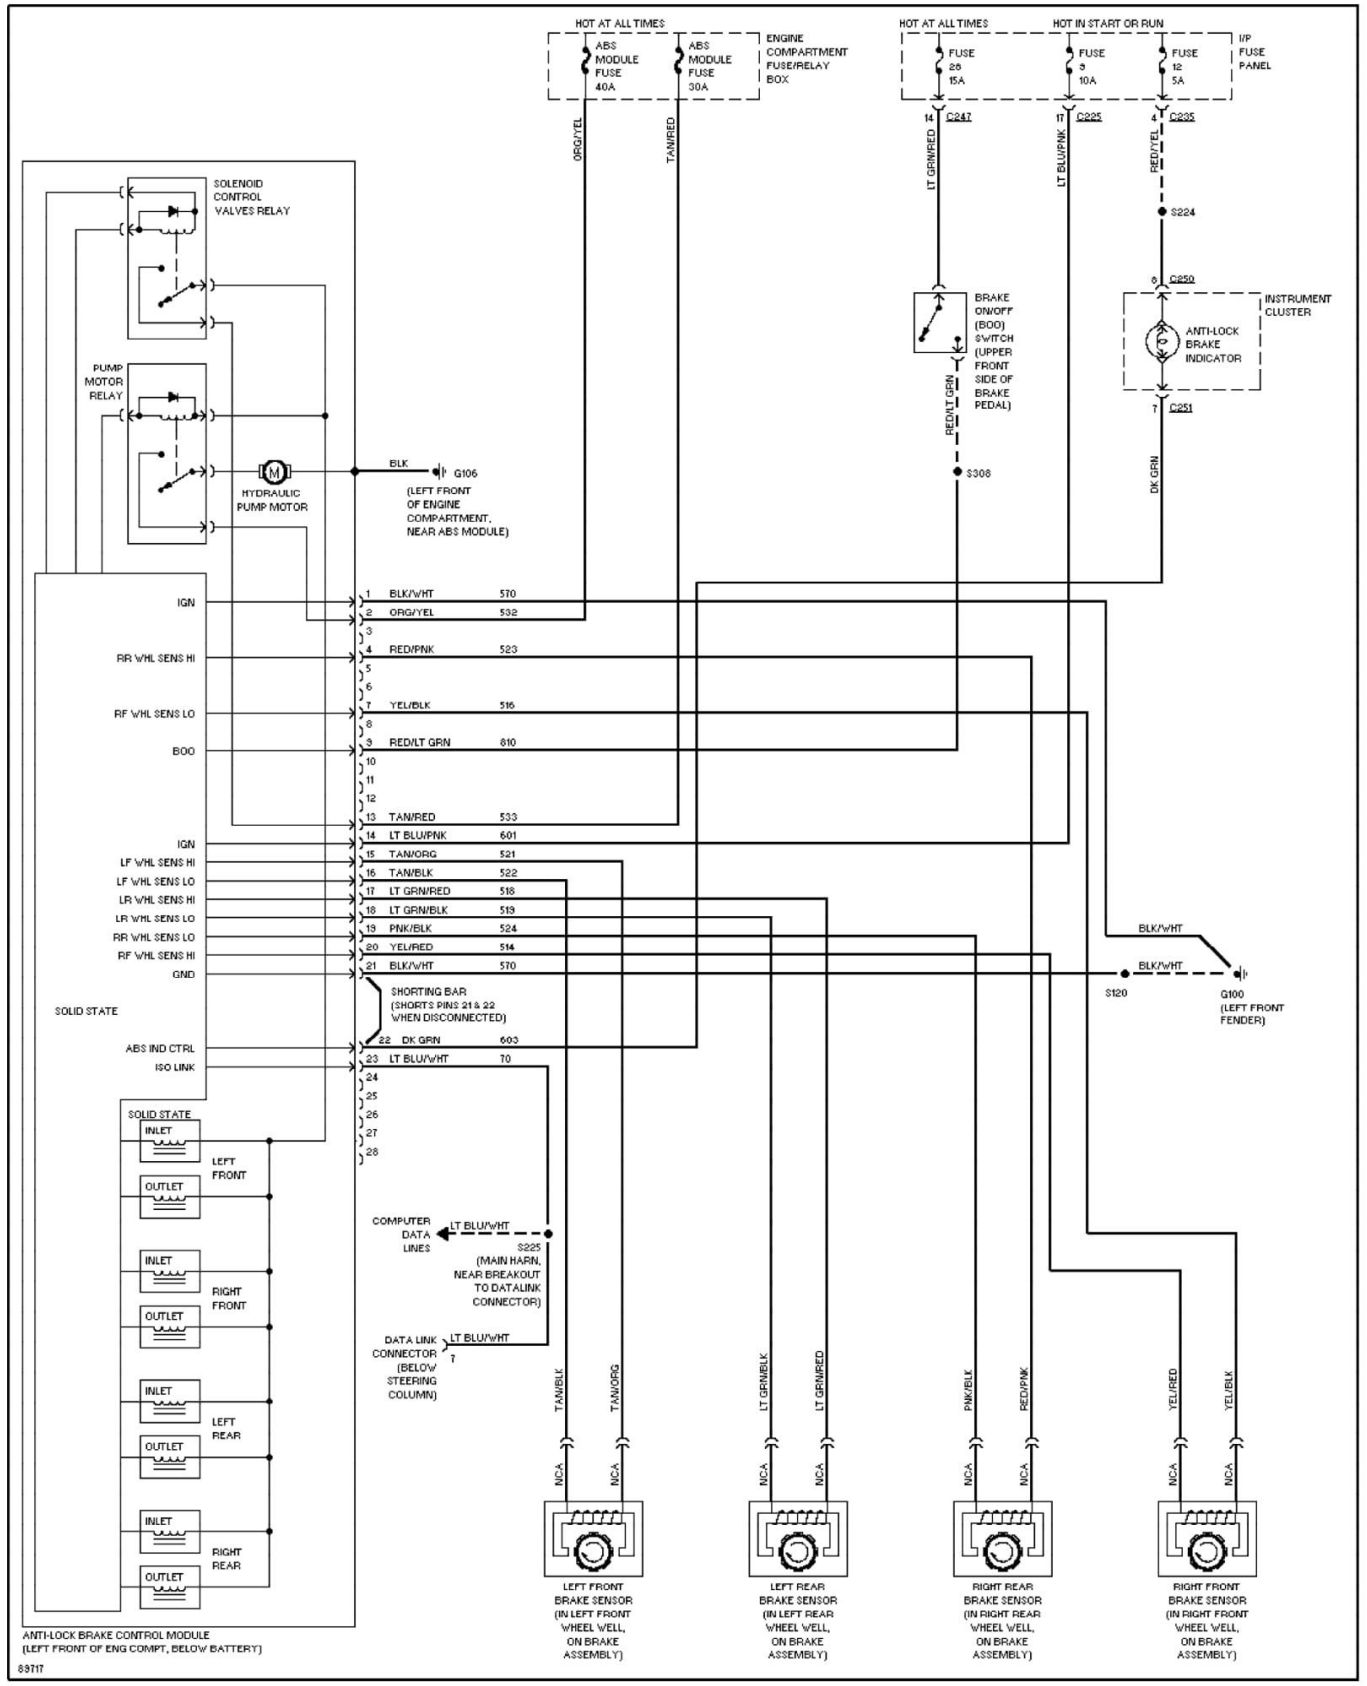 HOT AT ALL TIMES
HOT AT ALL TIMES
HOT IN START OR RUN
ABS
MODULE
FUSE
40A
ABS
MODULE
FUSE
30A
ENGINE
COMPARTMENT
FUSE/RELAY
BOX
FUSE
28
15A
FUSE
9
10A
FUSE
12
5A
I/P
FUSE
PANEL
14 C247
17 C225
4 C235
ORG/YEL
TAN/RED
LT GRN/RED
LT BLU/PNK
RED/YEL
S224
6 C250
SOLENOID
CONTROL
VALVES RELAY
BRAKE
ON/OFF
(BOO)
SWITCH
(UPPER
FRONT
SIDE OF
BRAKE
PEDAL)
INSTRUMENT
CLUSTER
ANTI-LOCK
BRAKE
INDICATOR
7 C251
PUMP
MOTOR
RELAY
RED/LT GRN
S308
DK GRN
M
HYDRAULIC
PUMP MOTOR
BLK
G106
(LEFT FRONT
OF ENGINE
COMPARTMENT,
NEAR ABS MODULE)
IGN 1 BLK/WHT 570
2 ORG/YEL 532
3
RR WHL SENS HI 4 RED/PNK 523
5
6
RF WHL SENS LO 7 YEL/BLK 516
8
BOO 9 RED/LT GRN 810
10
11
12
13 TAN/RED 533
IGN 14 LT BLU/PNK 601
LF WHL SENS HI 15 TAN/ORG 521
LF WHL SENS LO 16 TAN/BLK 522
LR WHL SENS HI 17 LT GRN/RED 518
LR WHL SENS LO 18 LT GRN/BLK 519
RR WHL SENS LO 19 PNK/BLK 524
RF WHL SENS HI 20 YEL/RED 514
GND 21 BLK/WHT 570
BLK/WHT
BLK/WHT
S120
G100
(LEFT FRONT
FENDER)
SHORTING BAR
(SHORTS PINS 21 & 22
WHEN DISCONNECTED)
SOLID STATE
ABS IND CTRL 22 DK GRN 603
ISO LINK 23 LT BLU/WHT 70
24
25
26
27
28
SOLID STATE
INLET
LEFT
FRONT
OUTLET
INLET
RIGHT
FRONT
OUTLET
INLET
LEFT
REAR
OUTLET
INLET
RIGHT
REAR
OUTLET
COMPUTER
DATA
LINES
LT BLU/WHT
S225
(MAIN HARN,
NEAR BREAKOUT
TO DATALINK
CONNECTOR)
DATA LINK
CONNECTOR
(BELOW
STEERING
COLUMN)
LT BLU/WHT
7
TAN/BLK
TAN/ORG
LT GRN/BLK
LT GRN/RED
PNK/BLK
RED/PNK
YEL/RED
YEL/BLK
NCA
NCA
NCA
NCA
NCA
NCA
NCA
NCA
LEFT FRONT
BRAKE SENSOR
(IN LEFT FRONT
WHEEL WELL,
ON BRAKE
ASSEMBLY)
LEFT REAR
BRAKE SENSOR
(IN LEFT REAR
WHEEL WELL,
ON BRAKE
ASSEMBLY)
RIGHT REAR
BRAKE SENSOR
(IN RIGHT REAR
WHEEL WELL,
ON BRAKE
ASSEMBLY)
RIGHT FRONT
BRAKE SENSOR
(IN RIGHT FRONT
WHEEL WELL,
ON BRAKE
ASSEMBLY)
ANTI-LOCK BRAKE CONTROL MODULE
(LEFT FRONT OF ENG COMPT, BELOW BATTERY)
89717